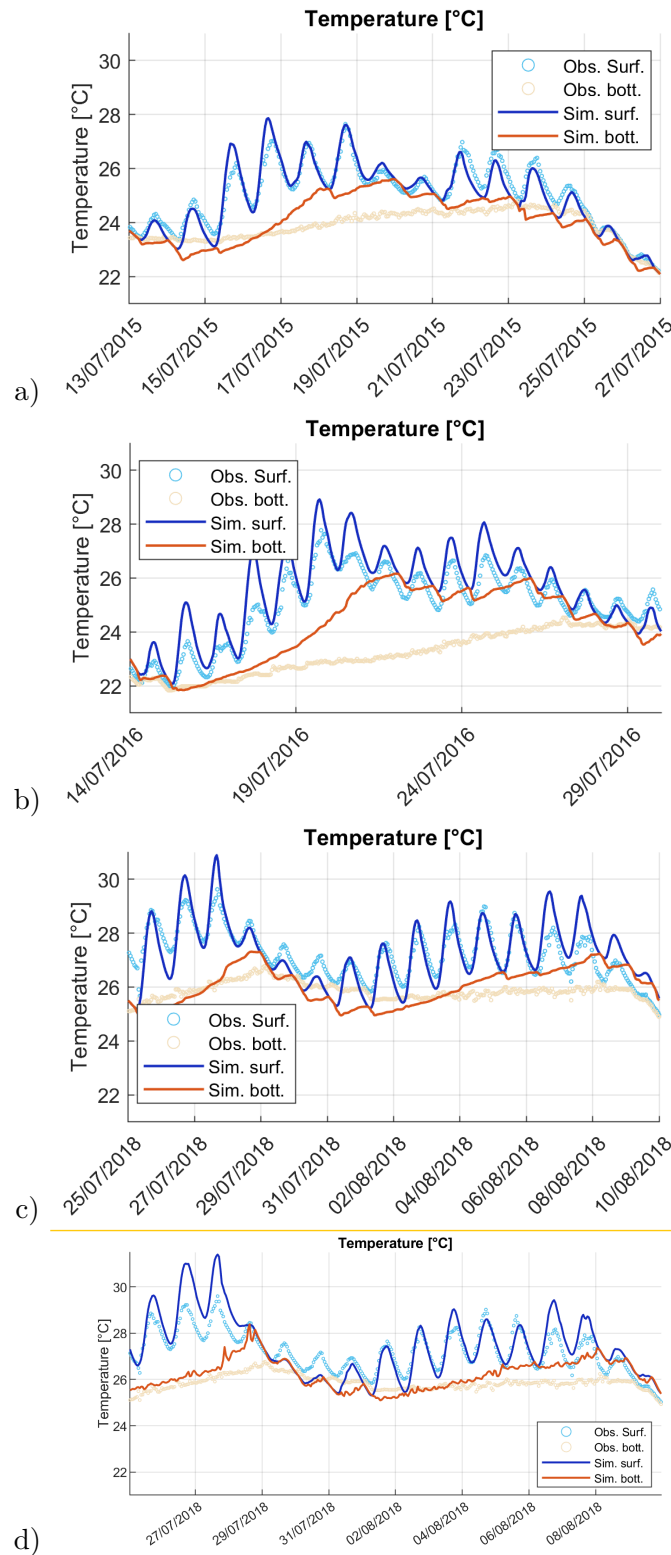 Temperature [°C]
Temperature [°C]
28
26
24
22
Obs. Surf.
Obs. bott.
Sim. surf.
Sim. bott.
13/07/2015
15/07/2015
17/07/2015
19/07/2015
21/07/2015
23/07/2015
25/07/2015
27/07/2015
a)
Temperature [°C]
Temperature [°C]
30
28
26
24
22
Obs. Surf.
Obs. bott.
Sim. surf.
Sim. bott.
14/07/2016
19/07/2016
24/07/2016
29/07/2016
b)
Temperature [°C]
Temperature [°C]
30
28
26
24
22
Obs. Surf.
Obs. bott.
Sim. surf.
Sim. bott.
25/07/2018
27/07/2018
29/07/2018
31/07/2018
02/08/2018
04/08/2018
06/08/2018
08/08/2018
10/08/2018
c)
Temperature [°C]
Temperature [°C]
30
28
26
24
22
Obs. Surf.
Obs. bott.
Sim. surf.
Sim. bott.
27/07/2018
29/07/2018
31/07/2018
02/08/2018
04/08/2018
06/08/2018
08/08/2018
d)